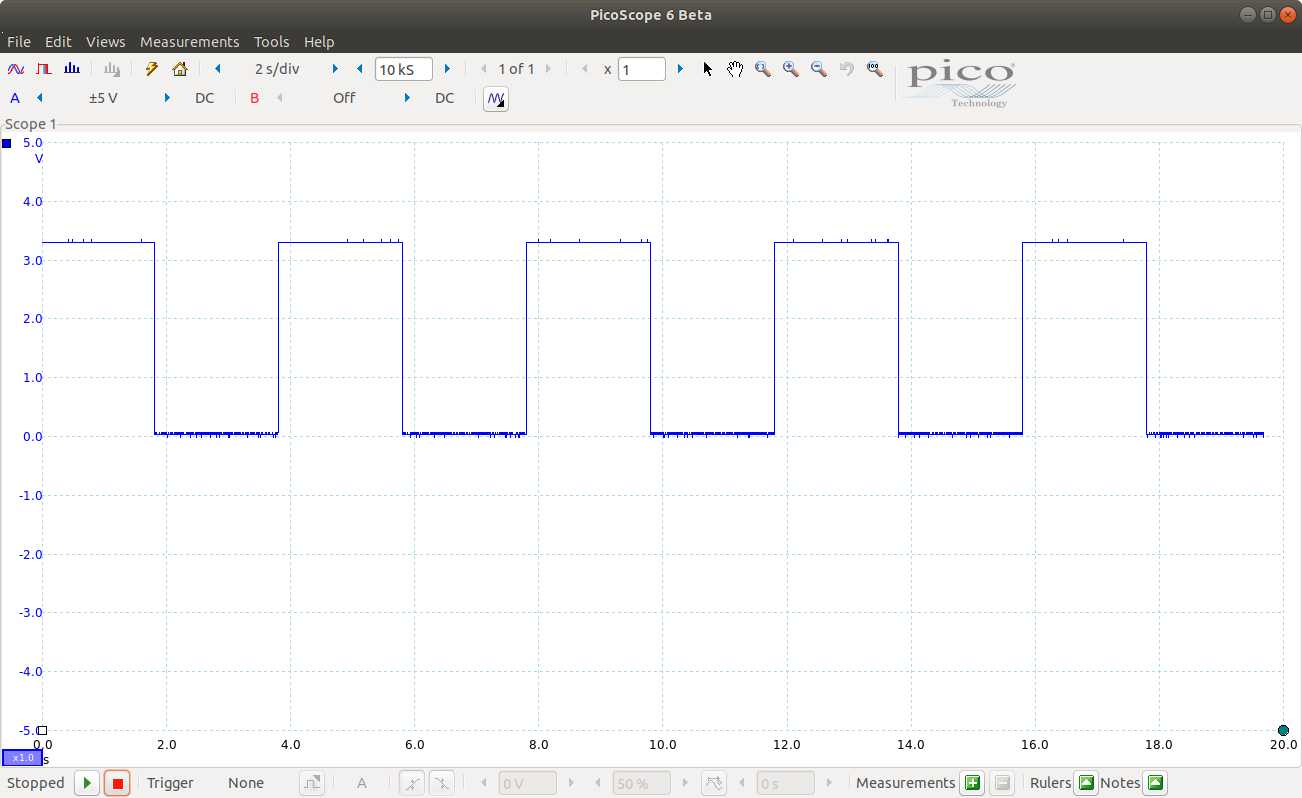 PicoScope 6 Beta
File Edit Views Measurements Tools Help
2 s/div 10 kS 1 of 1 x 1
pico
Technology
A ±5 V DC B Off DC
Scope 1
5.0
V
4.0
3.0
2.0
1.0
0.0
-1.0
-2.0
-3.0
-4.0
-5.0
0.0 2.0 4.0 6.0 8.0 10.0 12.0 14.0 16.0 18.0 20.0
x1.0 s
Stopped Trigger None A 0 V 50 % 0 s Measurements Rulers Notes